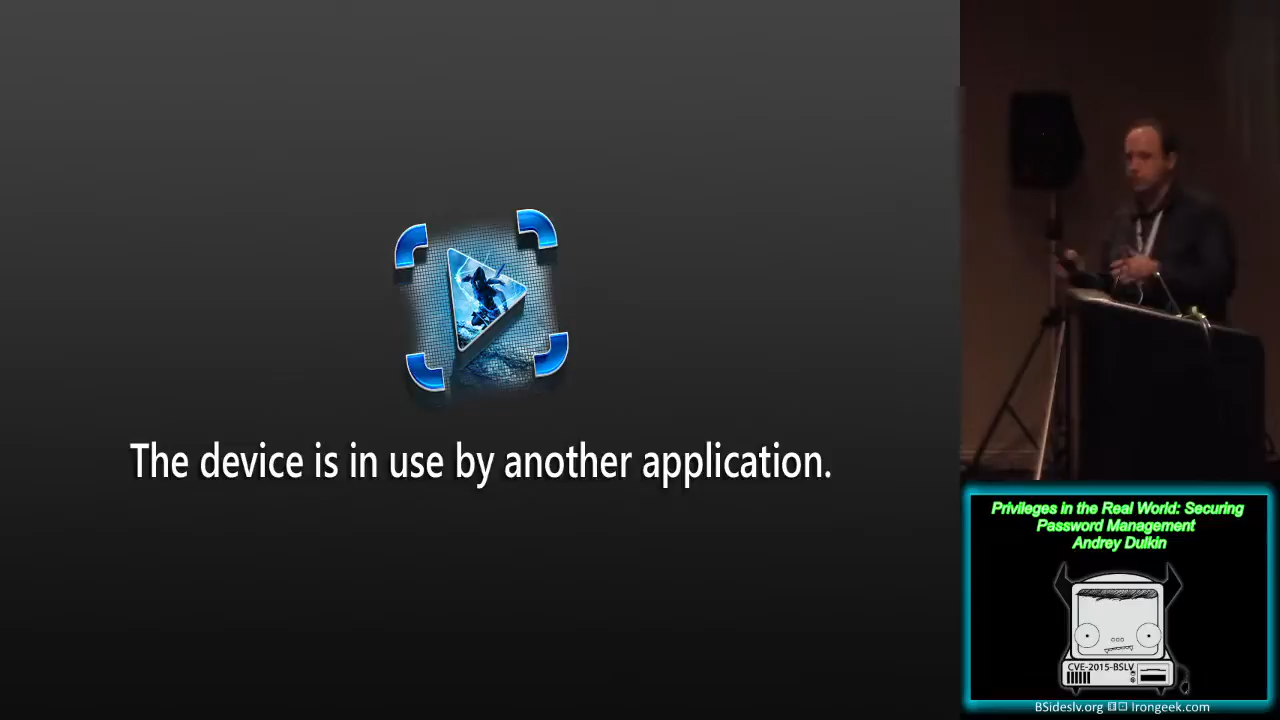 The device is in use by another application.
Privileges in the Real World: Securing
Password Management
Andrey Dulkin
CVE-2015-BSLV
BSideslv.org Irongeek.com